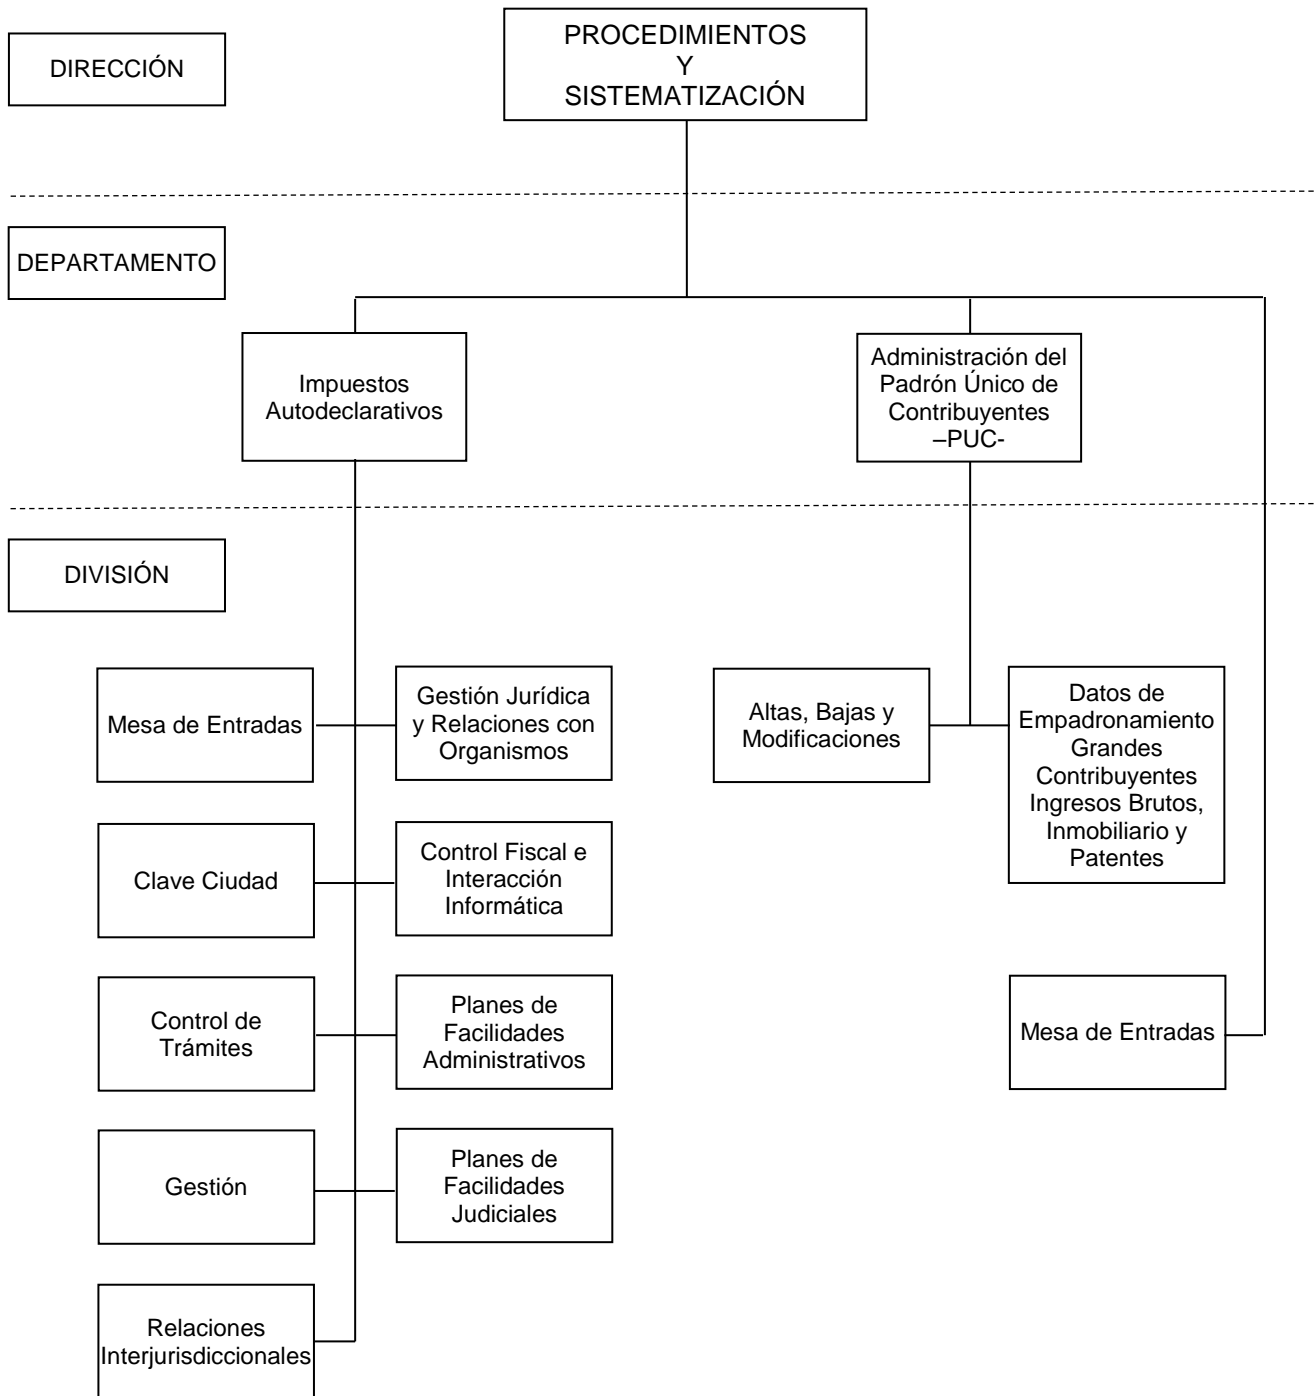 DIRECCIÓN
PROCEDIMIENTOS
Y
SISTEMATIZACIÓN
DEPARTAMENTO
Impuestos
Autodeclarativos
Administración del
Padrón Único de
Contribuyentes
–PUC-
DIVISIÓN
Mesa de Entradas
Gestión Jurídica
y Relaciones con
Organismos
Altas, Bajas y
Modificaciones
Datos de
Empadronamiento
Grandes
Contribuyentes
Ingresos Brutos,
Inmobiliario y
Patentes
Clave Ciudad
Control Fiscal e
Interacción
Informática
Control de
Trámites
Planes de
Facilidades
Administrativos
Mesa de Entradas
Gestión
Planes de
Facilidades
Judiciales
Relaciones
Interjurisdiccionales